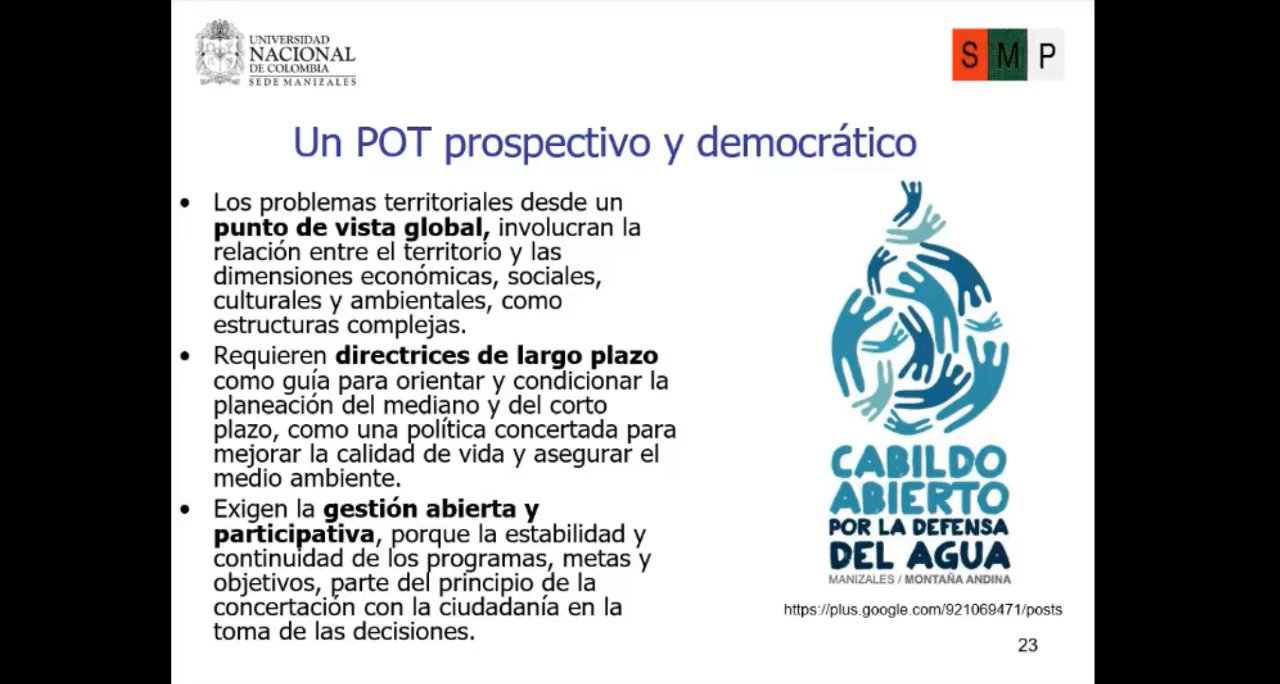 UNIVERSIDAD
NACIONAL
DE COLOMBIA
SEDE MANIZALES
S M P
Un POT prospectivo y democrático
• Los problemas territoriales desde un
punto de vista global, involucran la
relación entre el territorio y las
dimensiones económicas, sociales,
culturales y ambientales, como
estructuras complejas.
• Requieren directrices de largo plazo
como guía para orientar y condicionar la
planeación del mediano y del corto
plazo, como una política concertada para
mejorar la calidad de vida y asegurar el
medio ambiente.
• Exigen la gestión abierta y
participativa, porque la estabilidad y
continuidad de los programas, metas y
objetivos, parte del principio de la
concertación con la ciudadanía en la
toma de las decisiones.
CABILDO
ABIERTO
POR LA DEFENSA
DEL AGUA
MANIZALES / MONTAÑA ANDINA
https://plus.google.com/921069471/posts
23